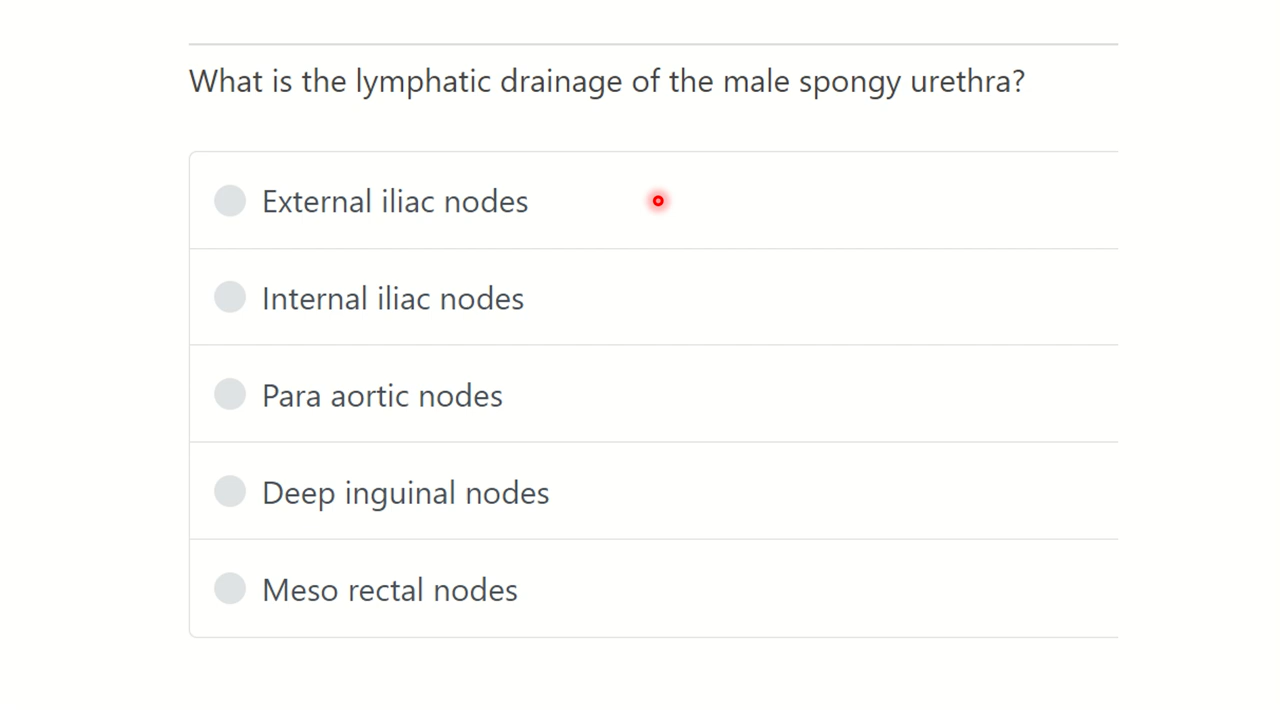 What is the lymphatic drainage of the male spongy urethra?
External iliac nodes
Internal iliac nodes
Para aortic nodes
Deep inguinal nodes
Meso rectal nodes